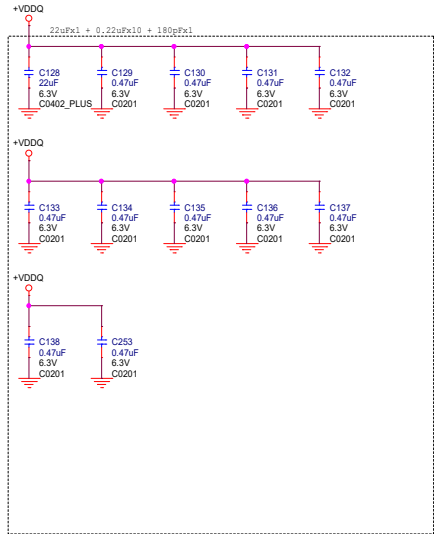 +VDDQ
22uFx1 + 0.22uFx10 + 180pFx1
C128 C129 C130 C131 C132
22uF 0.47uF 0.47uF 0.47uF 0.47uF
6.3V 6.3V 6.3V 6.3V 6.3V
C0402_PLUS C0201 C0201 C0201 C0201
+VDDQ
C133 C134 C135 C136 C137
0.47uF 0.47uF 0.47uF 0.47uF 0.47uF
6.3V 6.3V 6.3V 6.3V 6.3V
C0201 C0201 C0201 C0201 C0201
+VDDQ
C138 C253
0.47uF 0.47uF
6.3V 6.3V
C0201 C0201